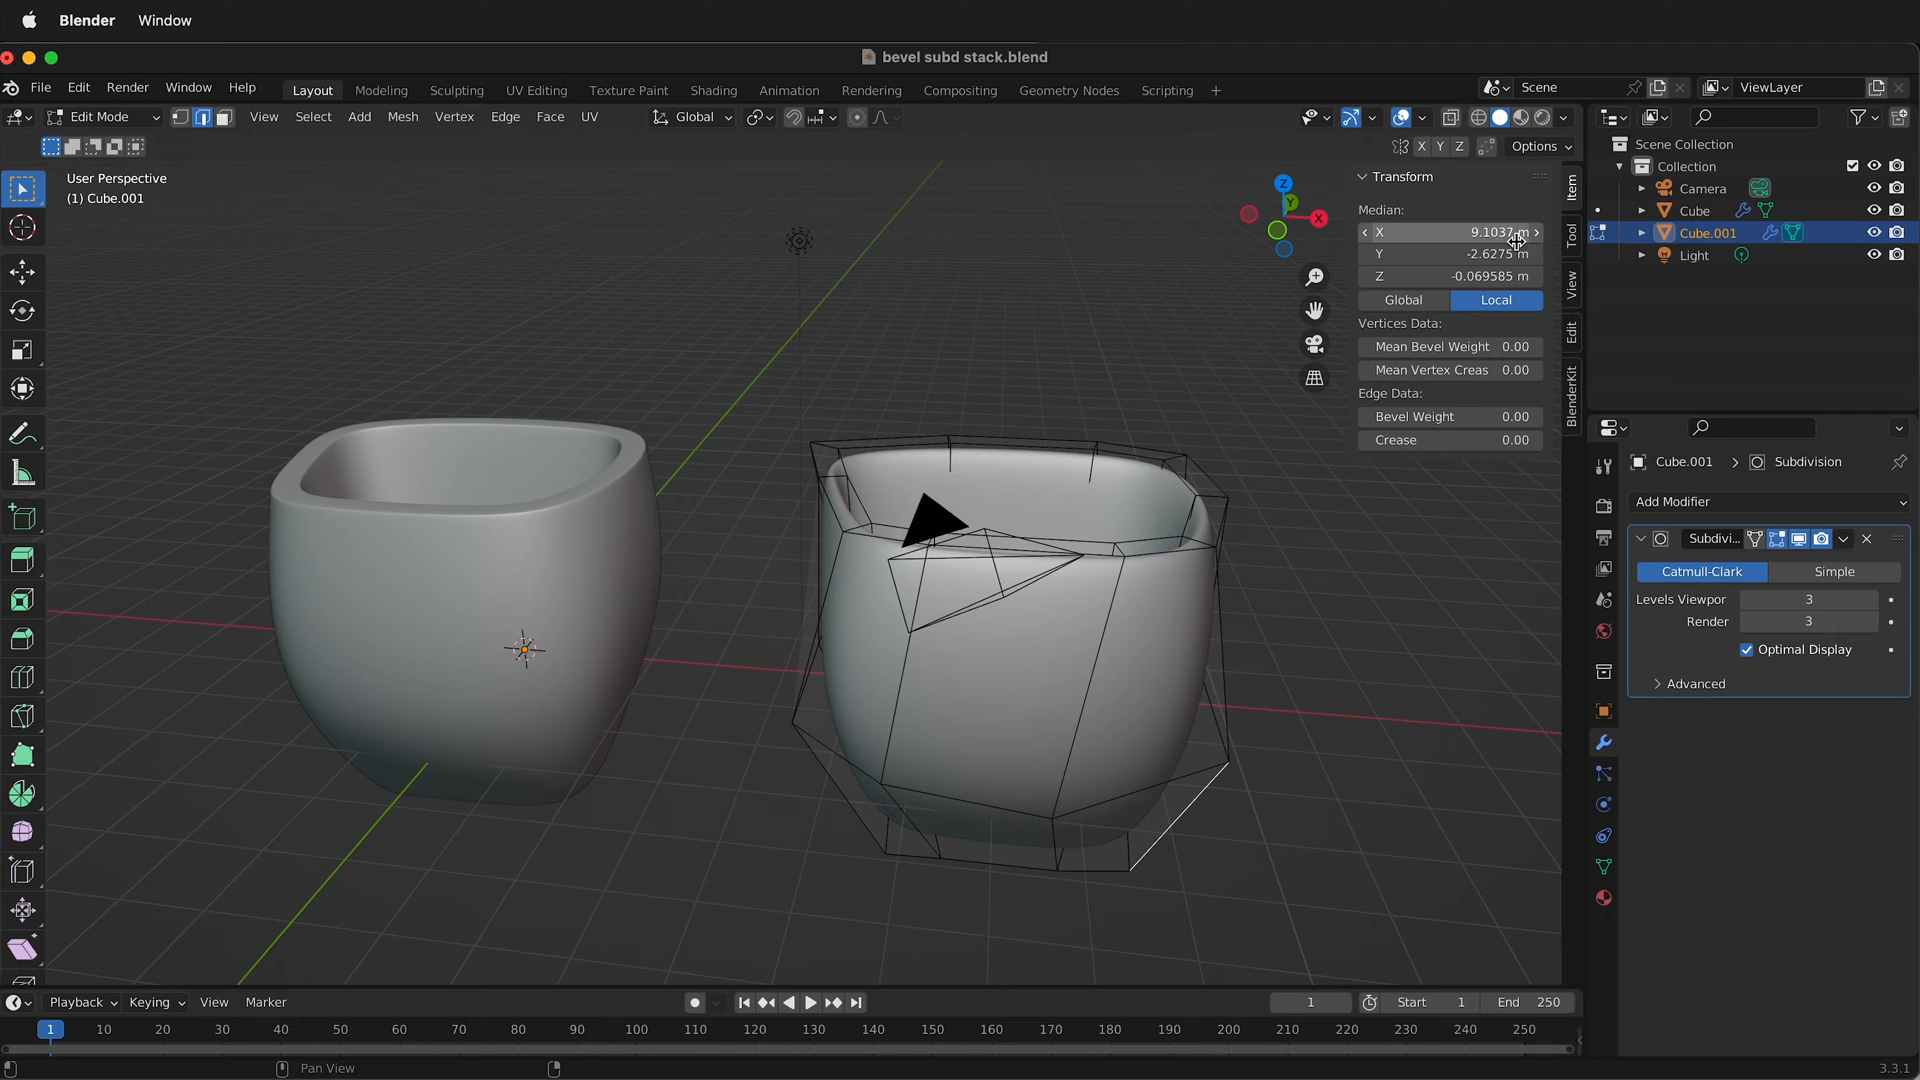 Blender Window
bevel subd stack.blend
File Edit Render Window Help Layout Modeling Sculpting UV Editing Texture Paint Shading Animation Rendering Compositing Geometry Nodes Scripting + Scene ViewLayer
Edit Mode View Select Add Mesh Vertex Edge Face UV Global
X Y Z Options
User Perspective
(1) Cube.001
Z
Y
X
Transform
Median:
X 9.1037 m
Y -2.6275 m
Z -0.069585 m
Global Local
Vertices Data:
Mean Bevel Weight 0.00
Mean Vertex Creas 0.00
Edge Data:
Bevel Weight 0.00
Crease 0.00
Item
Tool
View
Edit
BlenderKit
Scene Collection
Collection
Camera
Cube
Cube.001
Light
Cube.001 > Subdivision
Add Modifier
Subdivi...
Catmull-Clark Simple
Levels Viewpor 3
Render 3
Optimal Display
Advanced
Playback Keying View Marker 1 Start 1 End 250
1 10 20 30 40 50 60 70 80 90 100 110 120 130 140 150 160 170 180 190 200 210 220 230 240 250
Pan View 3.3.1